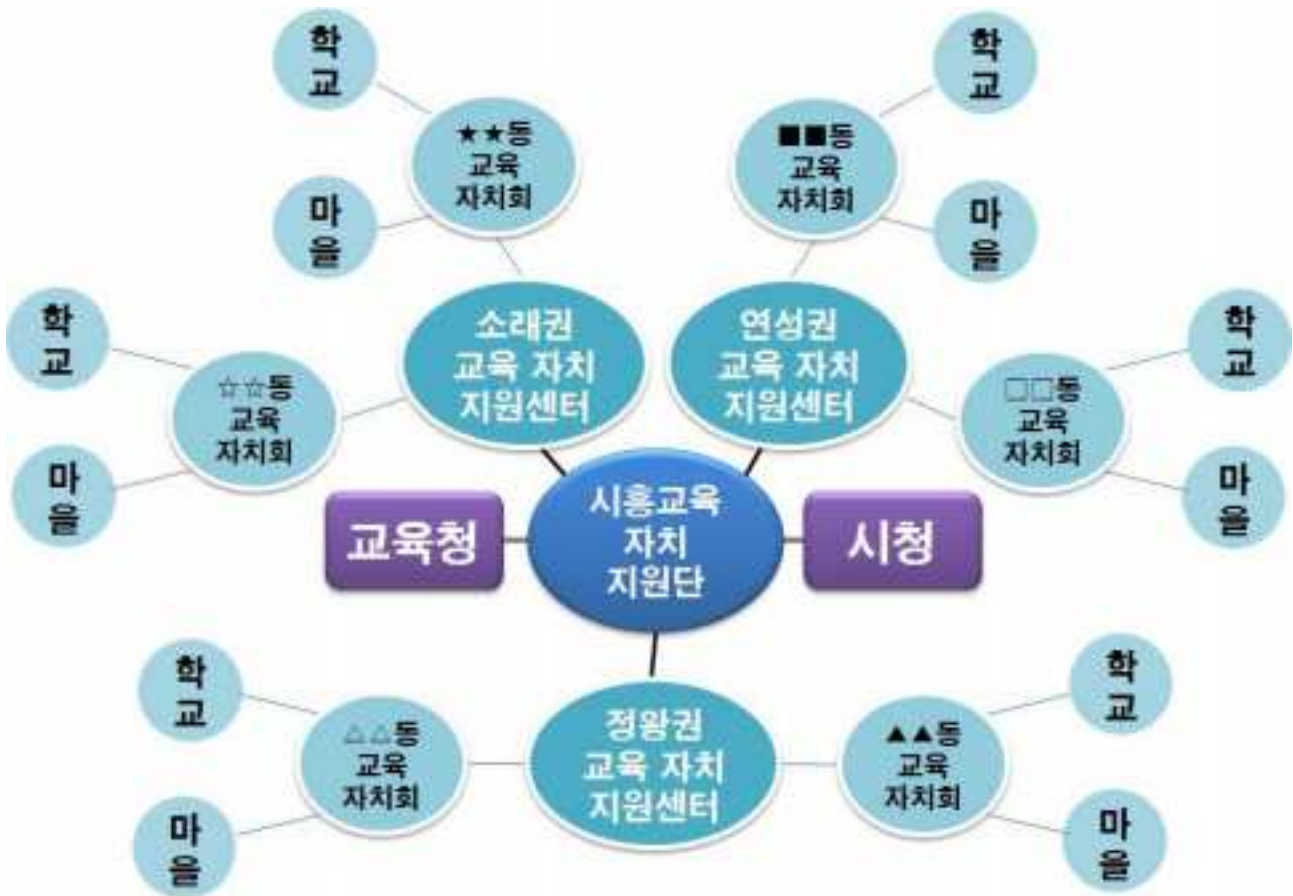 학
교
학
교
★★동
교육
자치회
■■동
교육
자치회
마
을
마
을
소래권
교육 자치
지원센터
연성권
교육 자치
지원센터
학
교
학
교
☆☆동
교육
자치회
□□동
교육
자치회
마
을
마
을
교육청
시흥교육
자치
지원단
시청
학
교
학
교
△△동
교육
자치회
정왕권
교육 자치
지원센터
▲▲동
교육
자치회
마
을
마
을